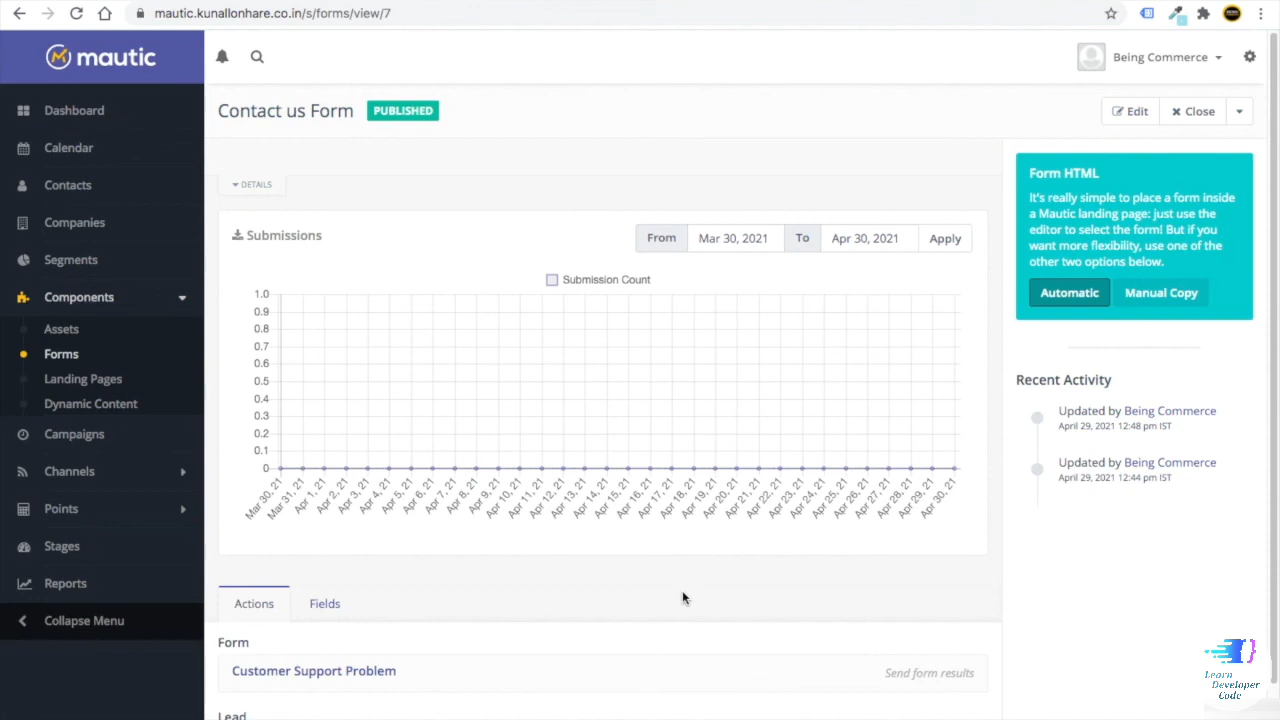 mautic.kunallonhare.co.in/s/forms/view/7
mautic
Being Commerce
Dashboard
Calendar
Contacts
Companies
Segments
Components
Assets
Forms
Landing Pages
Dynamic Content
Campaigns
Channels
Points
Stages
Reports
Collapse Menu
Contact us Form PUBLISHED
Edit Close
DETAILS
Submissions
From Mar 30, 2021 To Apr 30, 2021 Apply
Submission Count
1.0
0.9
0.8
0.7
0.6
0.5
0.4
0.3
0.2
0.1
0
Mar 30, 21
Mar 31, 21
Apr 1, 21
Apr 2, 21
Apr 3, 21
Apr 4, 21
Apr 5, 21
Apr 6, 21
Apr 7, 21
Apr 8, 21
Apr 9, 21
Apr 10, 21
Apr 11, 21
Apr 12, 21
Apr 13, 21
Apr 14, 21
Apr 15, 21
Apr 16, 21
Apr 17, 21
Apr 18, 21
Apr 19, 21
Apr 20, 21
Apr 21, 21
Apr 22, 21
Apr 23, 21
Apr 24, 21
Apr 25, 21
Apr 26, 21
Apr 27, 21
Apr 28, 21
Apr 29, 21
Apr 30, 21
Actions Fields
Form
Customer Support Problem Send form results
Lead
Form HTML
It's really simple to place a form inside
a Mautic landing page: just use the
editor to select the form! But if you
want more flexibility, use one of the
other two options below.
Automatic Manual Copy
Recent Activity
Updated by Being Commerce
April 29, 2021 12:48 pm IST
Updated by Being Commerce
April 29, 2021 12:44 pm IST
Learn
Developer
Code